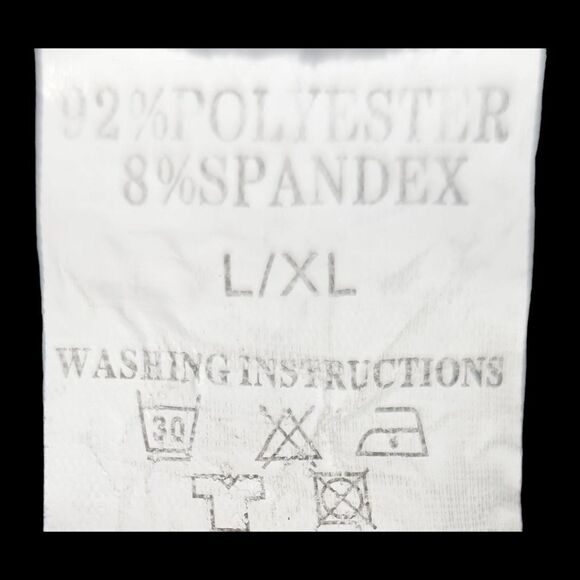 92%POLYESTER
8%SPANDEX
L/XL
WASHING INSTRUCTIONS
30